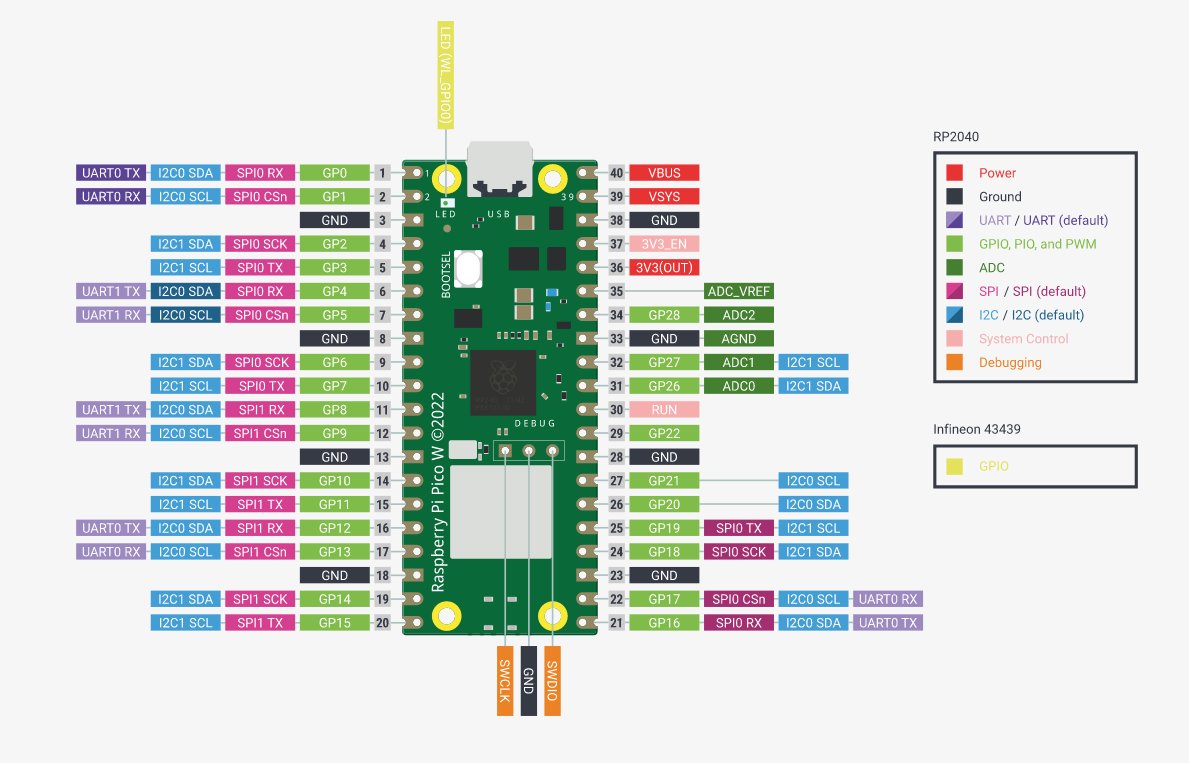 LED (WL_GPIO0)
UART0 TX I2C0 SDA SPI0 RX GP0 1 1 40 VBUS
UART0 RX I2C0 SCL SPI0 CSn GP1 2 2 39 39 VSYS
LED USB
GND 3 38 GND
I2C1 SDA SPI0 SCK GP2 4 37 3V3_EN
I2C1 SCL SPI0 TX GP3 5 BOOTSEL 36 3V3(OUT)
UART1 TX I2C0 SDA SPI0 RX GP4 6 35 ADC_VREF
UART1 RX I2C0 SCL SPI0 CSn GP5 7 34 GP28 ADC2
GND 8 33 GND AGND
I2C1 SDA SPI0 SCK GP6 9 32 GP27 ADC1 I2C1 SCL
I2C1 SCL SPI0 TX GP7 10 31 GP26 ADC0 I2C1 SDA
UART1 TX I2C0 SDA SPI1 RX GP8 11 30 RUN
DEBUG
UART1 RX I2C0 SCL SPI1 CSn GP9 12 29 GP22
GND 13 28 GND
I2C1 SDA SPI1 SCK GP10 14 27 GP21 I2C0 SCL
Raspberry Pi Pico W ©2022
I2C1 SCL SPI1 TX GP11 15 26 GP20 I2C0 SDA
UART0 TX I2C0 SDA SPI1 RX GP12 16 25 GP19 SPI0 TX I2C1 SCL
UART0 RX I2C0 SCL SPI1 CSn GP13 17 24 GP18 SPI0 SCK I2C1 SDA
GND 18 23 GND
I2C1 SDA SPI1 SCK GP14 19 22 GP17 SPI0 CSn I2C0 SCL UART0 RX
I2C1 SCL SPI1 TX GP15 20 21 GP16 SPI0 RX I2C0 SDA UART0 TX
SWCLK
GND
SWDIO
RP2040
Power
Ground
UART / UART (default)
GPIO, PIO, and PWM
ADC
SPI / SPI (default)
I2C / I2C (default)
System Control
Debugging
Infineon 43439
GPIO